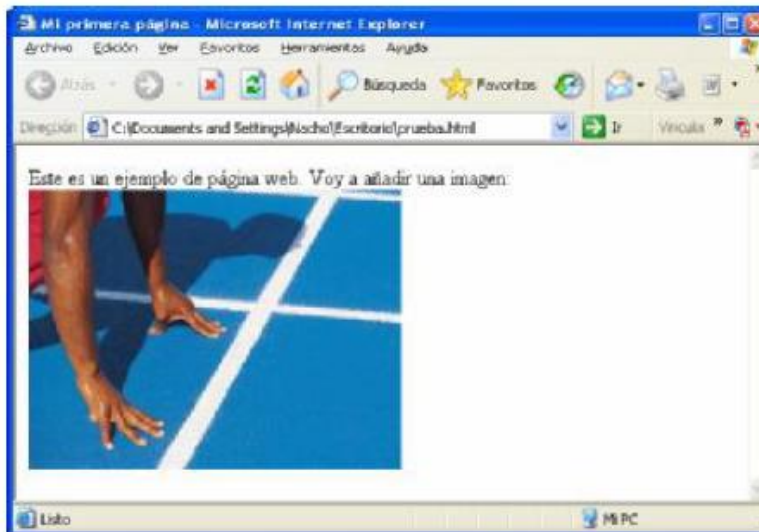 Mi primera página - Microsoft Internet Explorer
Archivo Edición Ver Favoritos Herramientas Ayuda
Atrás Búsqueda Favoritos
Dirección C:\Documents and Settings\Nacho\Escritorio\prueba.html Ir Vínculos »
Este es un ejemplo de página web. Voy a añadir una imagen:
Listo Mi PC